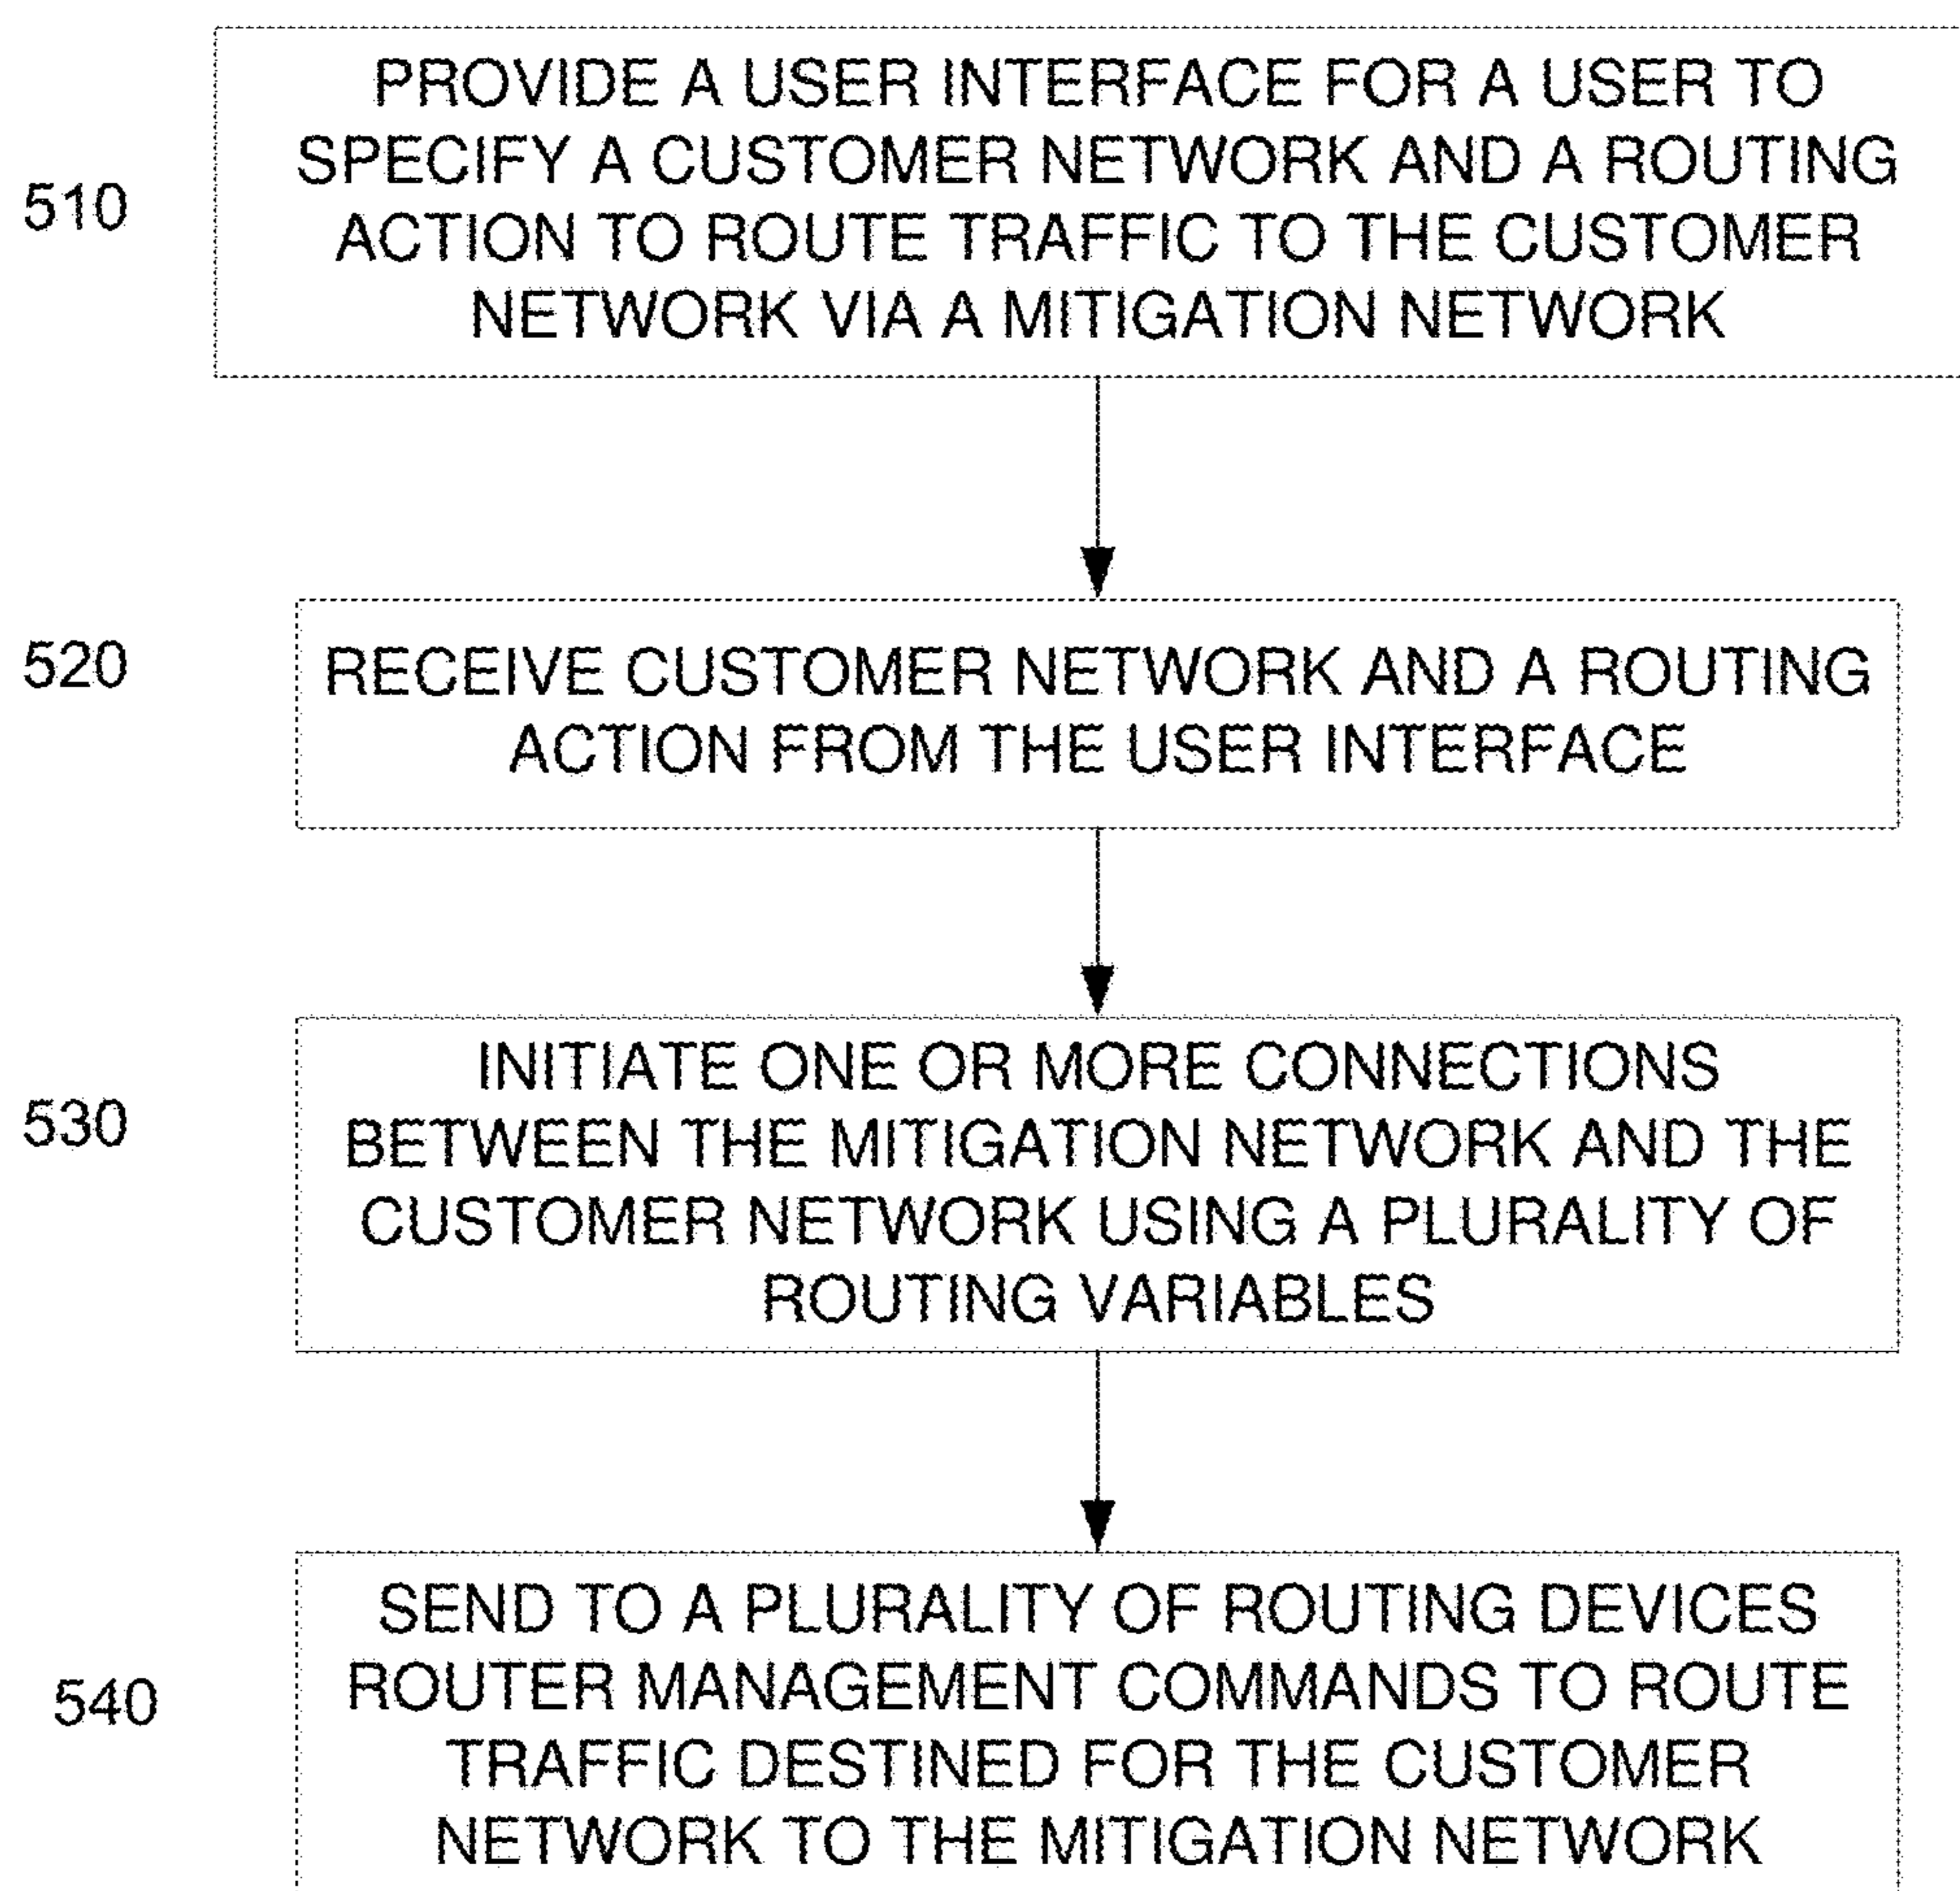 PROVIDE A USER INTERFACE FOR A USER TO
SPECIFY A CUSTOMER NETWORK AND A ROUTING
510
ACTION TO ROUTE TRAFFIC TO THE CUSTOMER
NETWORK VIA A MITIGATION NETWORK
520
RECEIVE CUSTOMER NETWORK AND A ROUTING
ACTION FROM THE USER INTERFACE
INITIATE ONE OR MORE CONNECTIONS
530
BETWEEN THE MITIGATION NETWORK AND THE
CUSTOMER NETWORK USING A PLURALITY OF
ROUTING VARIABLES
SEND TO A PLURALITY OF ROUTING DEVICES
540
ROUTER MANAGEMENT COMMANDS TO ROUTE
TRAFFIC DESTINED FOR THE CUSTOMER
NETWORK TO THE MITIGATION NETWORK